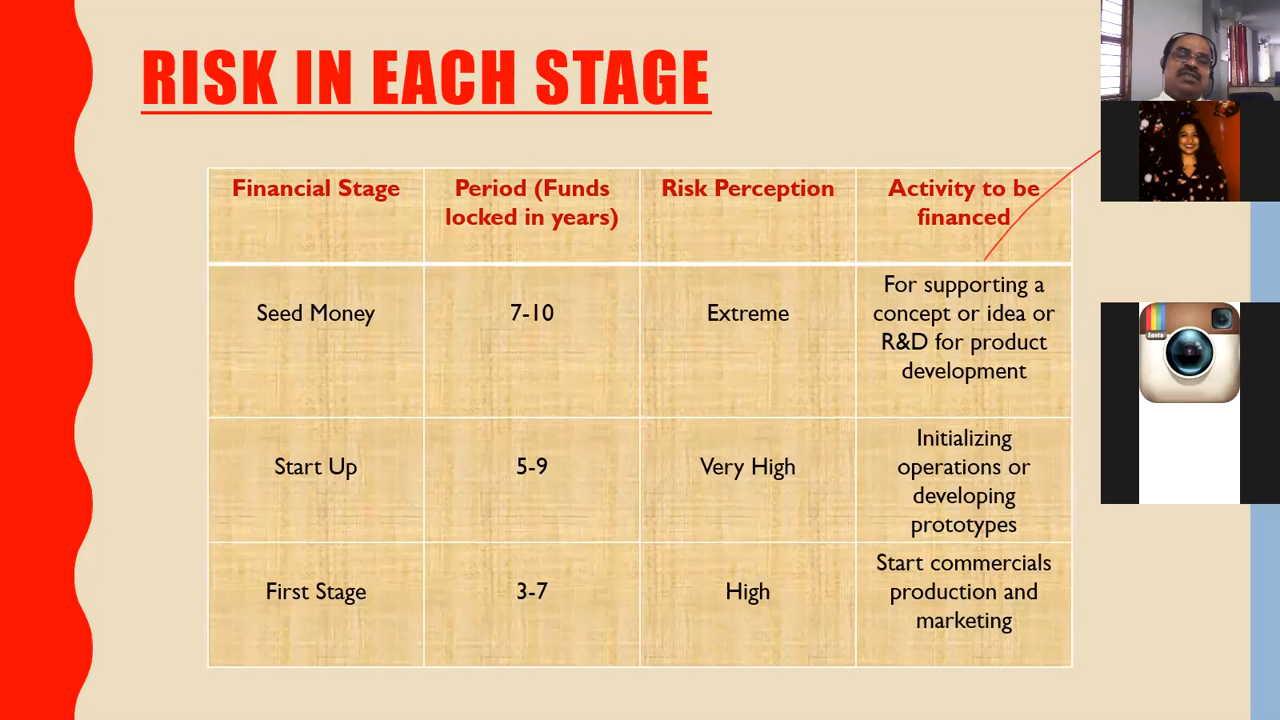 RISK IN EACH STAGE
Financial Stage
Period (Funds
locked in years)
Risk Perception
Activity to be
financed
Seed Money
7-10
Extreme
For supporting a
concept or idea or
R&D for product
development
Start Up
5-9
Very High
Initializing
operations or
developing
prototypes
First Stage
3-7
High
Start commercials
production and
marketing
Insta